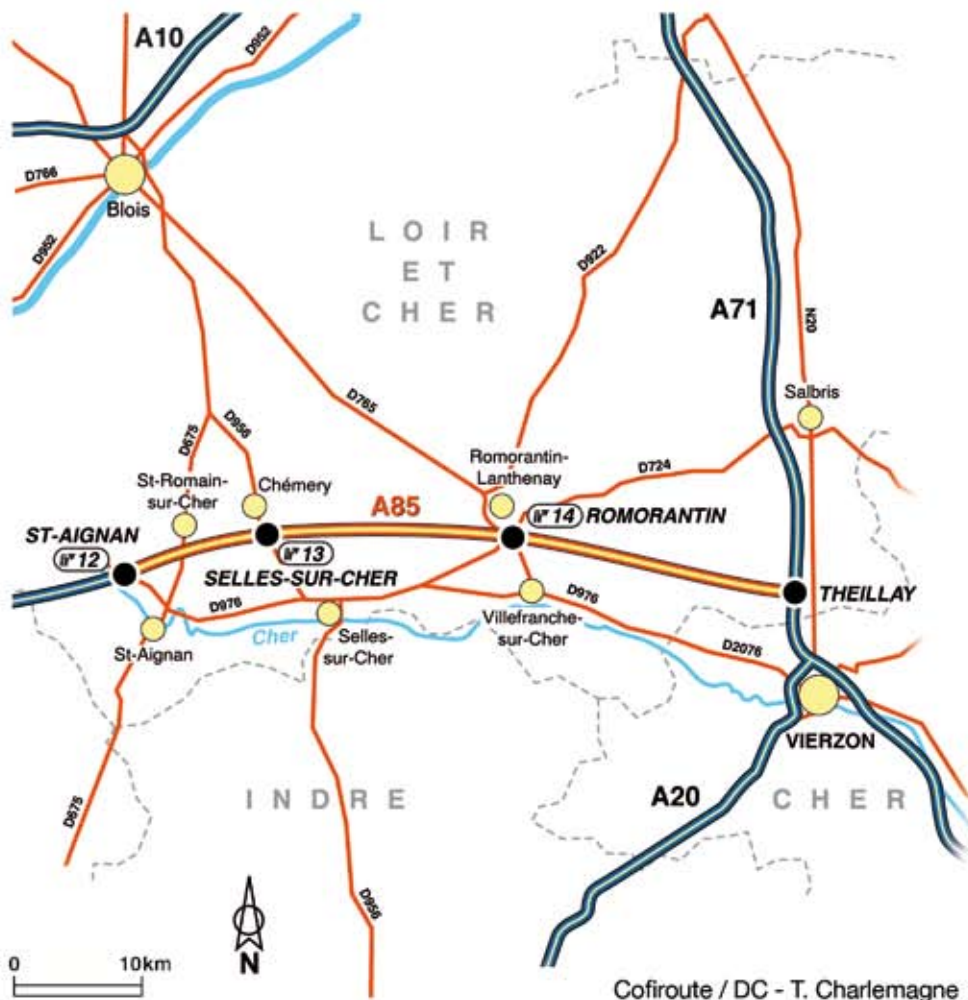 A10
D952
D766
Blois
D952
LOIR
ET
CHER
D922
A71
N20
D765
Salbris
D956
D675
Romorantin-
Lanthenay
D724
St-Romain-
sur-Cher
Chémery
A85
14 ROMORANTIN
ST-AIGNAN
12
13
SELLES-SUR-CHER
THEILLAY
D976
D976
Cher
St-Aignan
Selles-
sur-Cher
Villefranche-
sur-Cher
D2076
VIERZON
INDRE
A20
CHER
D675
D956
N
0 10km
Cofiroute / DC - T. Charlemagne